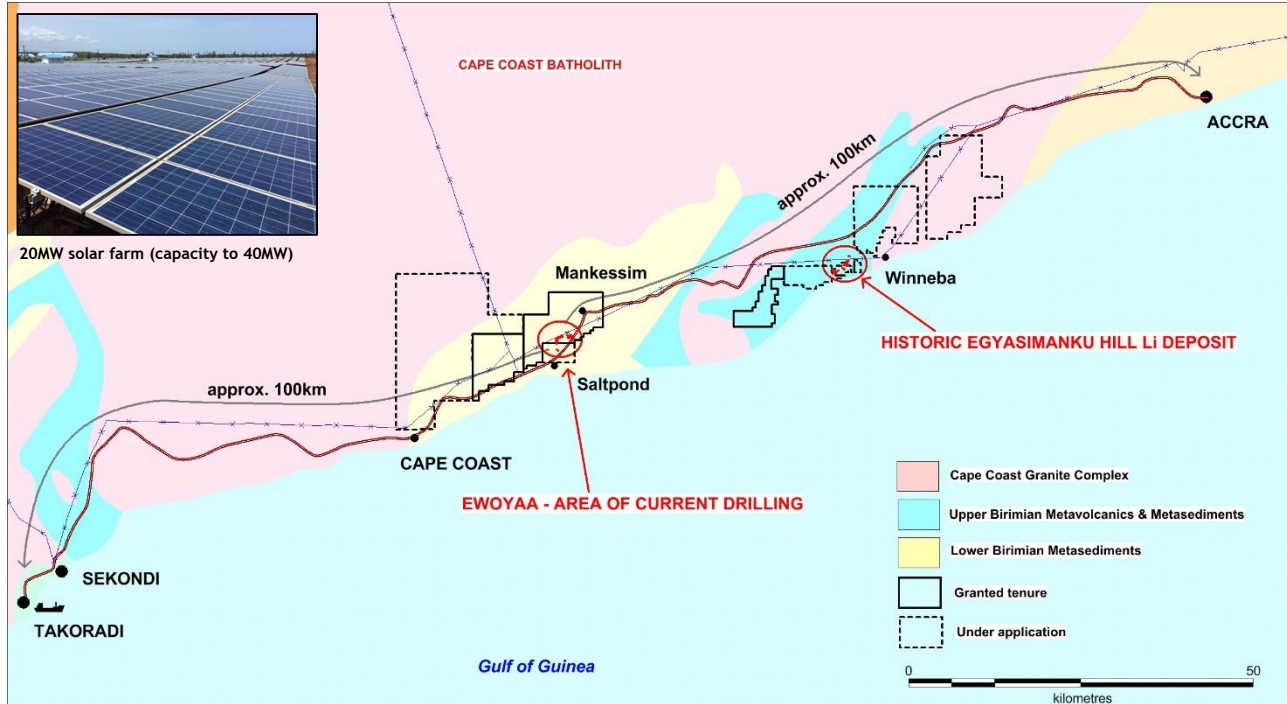 CAPE COAST BATHOLITH
ACCRA
approx. 100km
20MW solar farm (capacity to 40MW)
Mankessim
Winneba
HISTORIC EGYASIMANKU HILL Li DEPOSIT
Saltpond
approx. 100km
CAPE COAST
EWOYAA - AREA OF CURRENT DRILLING
Cape Coast Granite Complex
Upper Birimian Metavolcanics & Metasediments
Lower Birimian Metasediments
Granted tenure
Under application
SEKONDI
TAKORADI
Gulf of Guinea
0 50
kilometres